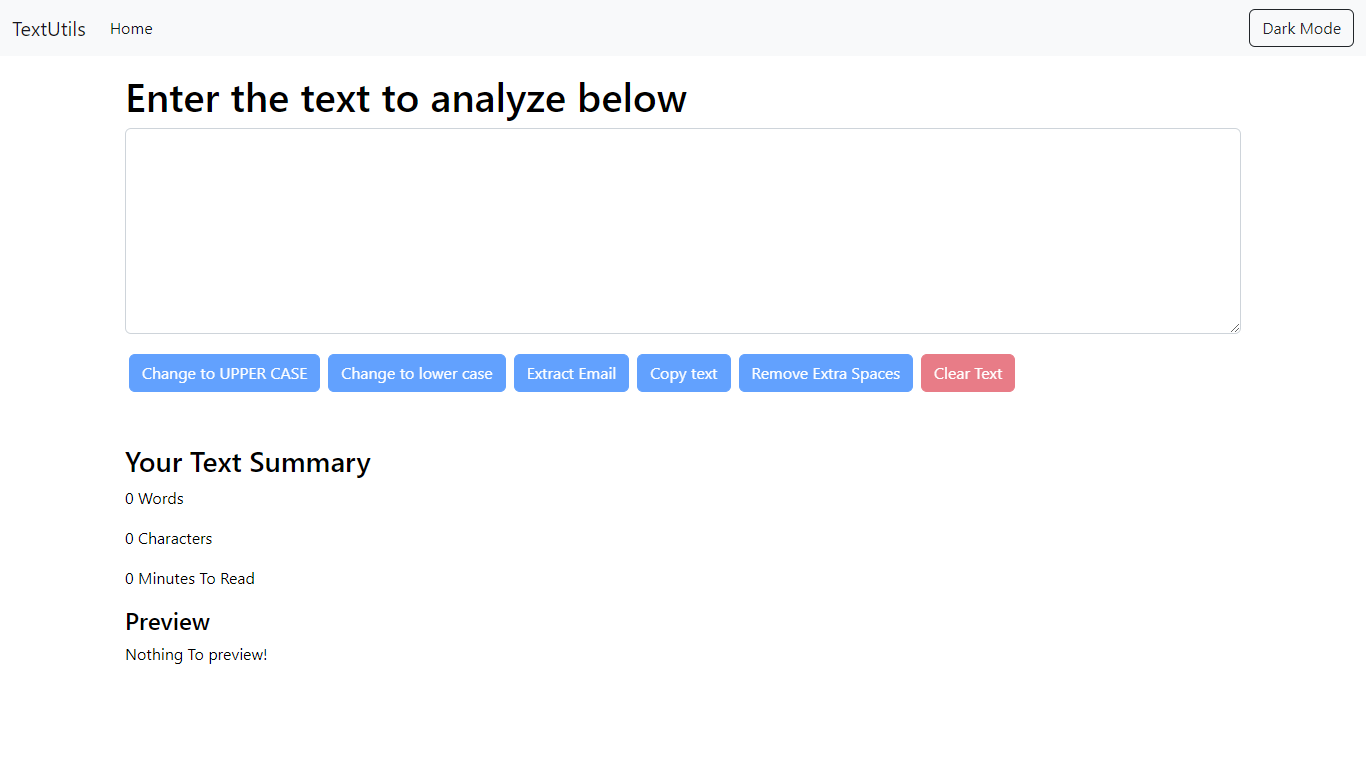 TextUtils Home Dark Mode
Enter the text to analyze below
Change to UPPER CASE Change to lower case Extract Email Copy text Remove Extra Spaces Clear Text
Your Text Summary
0 Words
0 Characters
0 Minutes To Read
Preview
Nothing To preview!